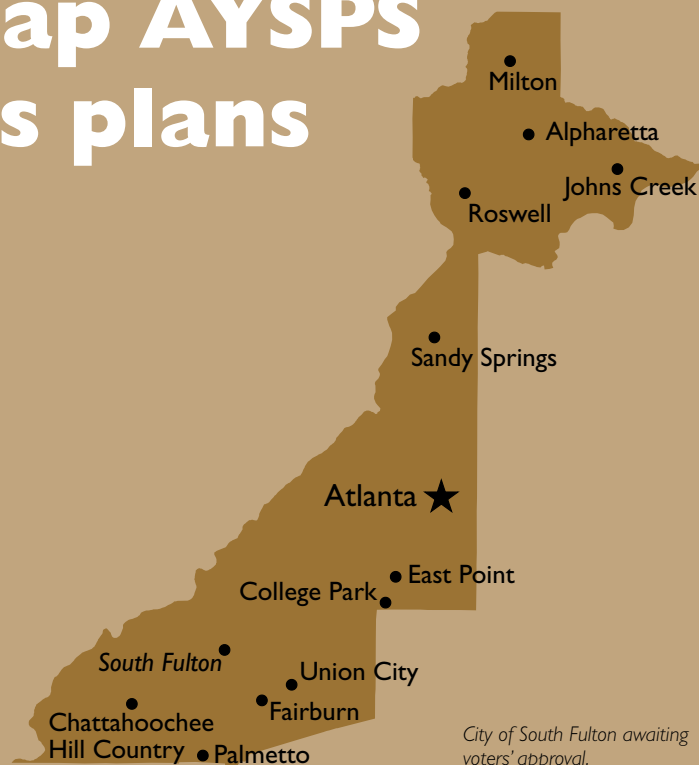 ap AYSPS
s plans
Milton
Alpharetta
Johns Creek
Roswell
Sandy Springs
Atlanta
East Point
College Park
South Fulton
Union City
Fairburn
Chattahoochee
Hill Country
Palmetto
City of South Fulton awaiting
voters' approval.